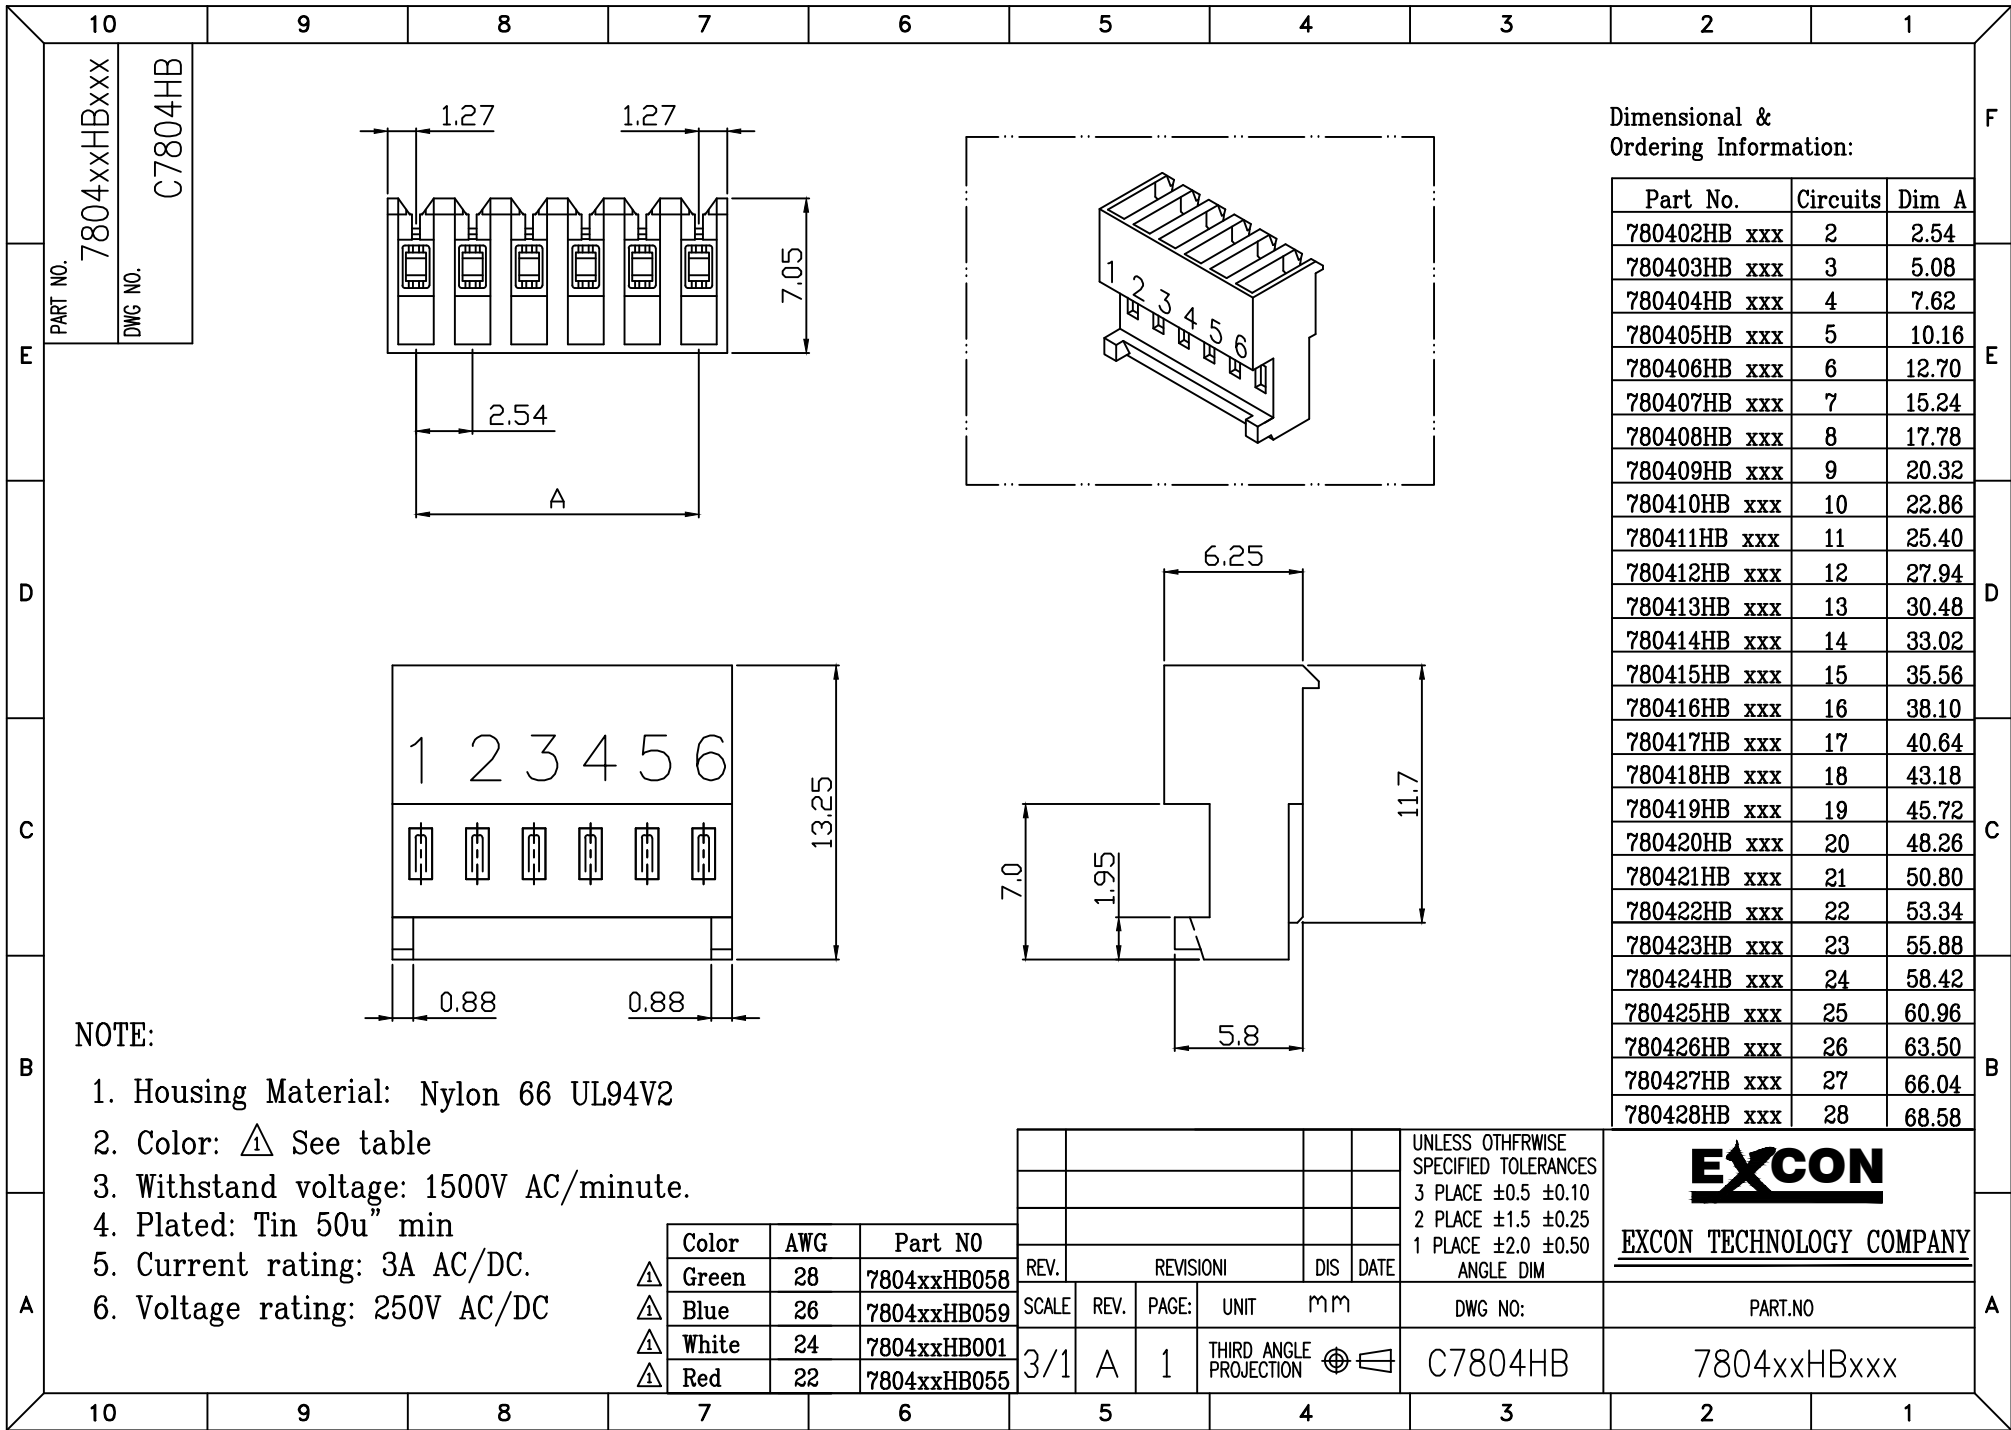 10 9 8 7 6 5 4 3 2 1
F
E
D
C
B
A
E
D
C
B
A
PART NO.
7804xxHBxxx
DWG NO.
C7804HB
1.27
1.27
7.05
2.54
A
1 2 3 4 5 6
Dimensional &
Ordering Information:
Part No. Circuits Dim A
780402HB xxx 2 2.54
780403HB xxx 3 5.08
780404HB xxx 4 7.62
780405HB xxx 5 10.16
780406HB xxx 6 12.70
780407HB xxx 7 15.24
780408HB xxx 8 17.78
780409HB xxx 9 20.32
780410HB xxx 10 22.86
780411HB xxx 11 25.40
780412HB xxx 12 27.94
780413HB xxx 13 30.48
780414HB xxx 14 33.02
780415HB xxx 15 35.56
780416HB xxx 16 38.10
780417HB xxx 17 40.64
780418HB xxx 18 43.18
780419HB xxx 19 45.72
780420HB xxx 20 48.26
780421HB xxx 21 50.80
780422HB xxx 22 53.34
780423HB xxx 23 55.88
780424HB xxx 24 58.42
780425HB xxx 25 60.96
780426HB xxx 26 63.50
780427HB xxx 27 66.04
780428HB xxx 28 68.58
1 2 3 4 5 6
13.25
0.88
0.88
6.25
11.7
7.0
1.95
5.8
NOTE:
1. Housing Material: Nylon 66 UL94V2
2. Color: 1 See table
3. Withstand voltage: 1500V AC/minute.
4. Plated: Tin 50u" min
5. Current rating: 3A AC/DC.
6. Voltage rating: 250V AC/DC
Color AWG Part NO
1 Green 28 7804xxHB058
1 Blue 26 7804xxHB059
1 White 24 7804xxHB001
1 Red 22 7804xxHB055
REV. REVISIONI DIS DATE
UNLESS OTHFRWISE
SPECIFIED TOLERANCES
3 PLACE ±0.5 ±0.10
2 PLACE ±1.5 ±0.25
1 PLACE ±2.0 ±0.50
ANGLE DIM
EXCON
EXCON TECHNOLOGY COMPANY
SCALE REV. PAGE: UNIT mm DWG NO: PART.NO
3/1 A 1
THIRD ANGLE
PROJECTION
C7804HB
7804xxHBxxx
10 9 8 7 6 5 4 3 2 1